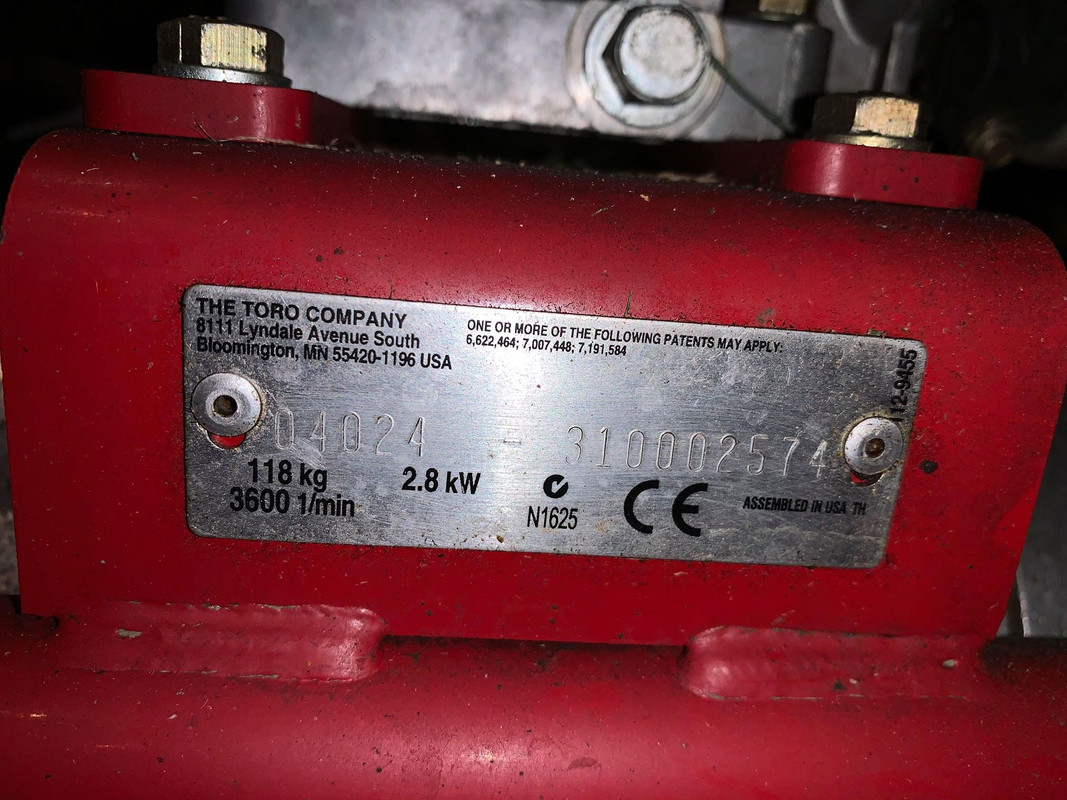 THE TORO COMPANY
8111 Lyndale Avenue South
Bloomington, MN 55420-1196 USA
ONE OR MORE OF THE FOLLOWING PATENTS MAY APPLY:
6,622,464; 7,007,448; 7,191,584
112-9455
04024 - 310002574
118 kg
2.8 kW
3600 1/min
N1625
CE
ASSEMBLED IN USA TH